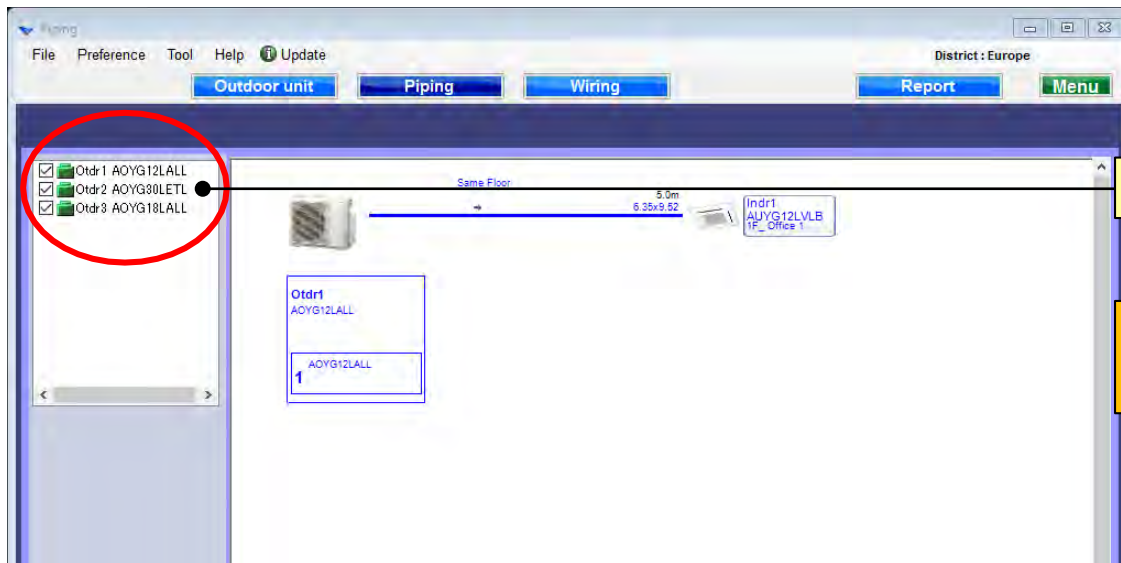 Piping
File Preference Tool Help Update
District : Europe
Outdoor unit Piping Wiring Report Menu
Otdr1 AOYG12LALL
Otdr2 AOYG30LETL
Otdr3 AOYG18LALL
Same Floor
5.0m
6.35x9.52
Indr1
AUYG12LVLB
1F_ Office 1
Otdr1
AOYG12LALL
AOYG12LALL
1